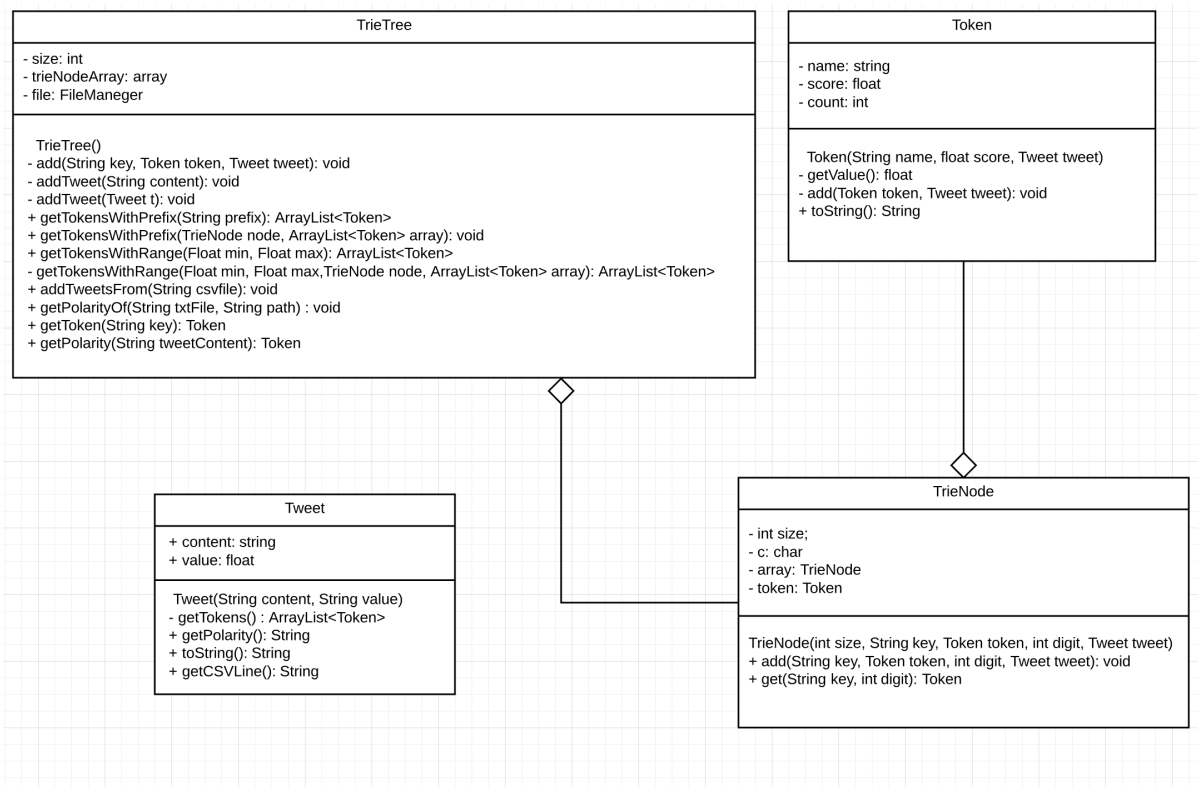 TrieTree
- size: int
- trieNodeArray: array
- file: FileManeger
TrieTree()
- add(String key, Token token, Tweet tweet): void
- addTweet(String content): void
- addTweet(Tweet t): void
+ getTokensWithPrefix(String prefix): ArrayList<Token>
+ getTokensWithPrefix(TrieNode node, ArrayList<Token> array): void
+ getTokensWithRange(Float min, Float max): ArrayList<Token>
- getTokensWithRange(Float min, Float max,TrieNode node, ArrayList<Token> array): ArrayList<Token>
+ addTweetsFrom(String csvfile): void
+ getPolarityOf(String txtFile, String path) : void
+ getToken(String key): Token
+ getPolarity(String tweetContent): Token
Token
- name: string
- score: float
- count: int
Token(String name, float score, Tweet tweet)
- getValue(): float
- add(Token token, Tweet tweet): void
+ toString(): String
Tweet
+ content: string
+ value: float
Tweet(String content, String value)
- getTokens() : ArrayList<Token>
+ getPolarity(): String
+ toString(): String
+ getCSVLine(): String
TrieNode
- int size;
- c: char
- array: TrieNode
- token: Token
TrieNode(int size, String key, Token token, int digit, Tweet tweet)
+ add(String key, Token token, int digit, Tweet tweet): void
+ get(String key, int digit): Token